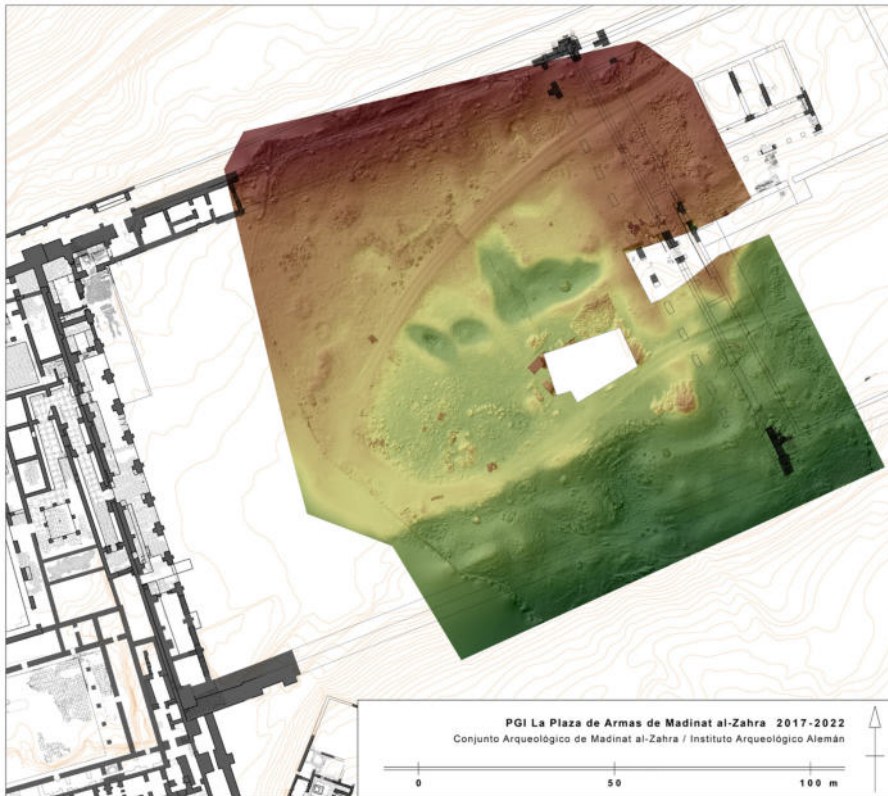 PGI La Plaza de Armas de Madinat al-Zahra 2017-2022
Conjunto Arqueológico de Madinat al-Zahra / Instituto Arqueológico Alemán
0 50 100 m